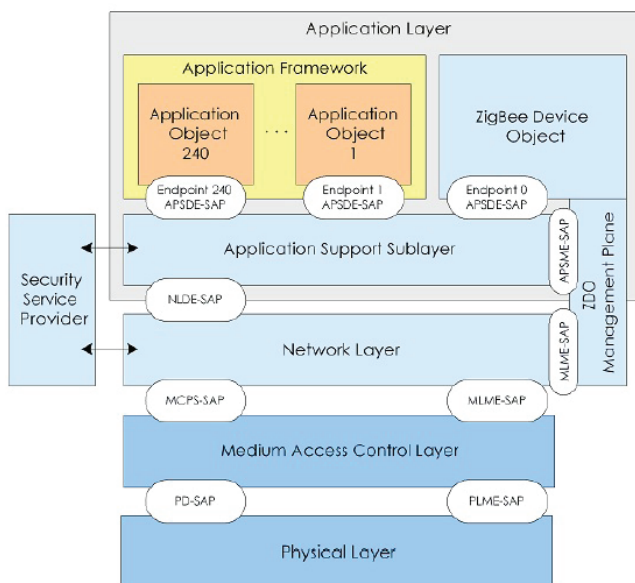 Application Layer
Application Framework
Application
Object
240
. . .
Application
Object
1
ZigBee Device
Object
Endpoint 240
APSDE-SAP
Endpoint 1
APSDE-SAP
Endpoint 0
APSDE-SAP
Application Support Sublayer
APSME-SAP
Security
Service
Provider
ZDO
Management Plane
NLDE-SAP
Network Layer
MLME-SAP
MCPS-SAP
MLME-SAP
Medium Access Control Layer
PD-SAP
PLME-SAP
Physical Layer